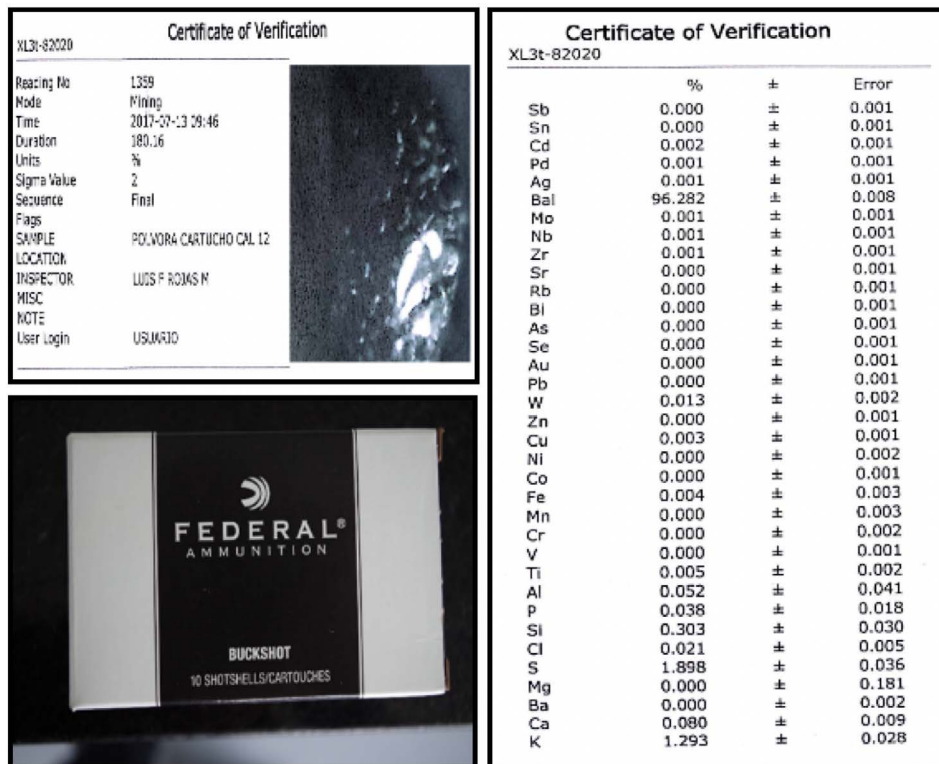 Certificate of Verification
XL3t-82020
Reading No 1359
Mode Mining
Time 2017-07-13 09:46
Duration 180.16
Units %
Sigma Value 2
Sequence Final
Flags
SAMPLE POLVORA CARTUCHO CAL 12
LOCATION
INSPECTOR LUIS F ROJAS M
MISC
NOTE
User Login USUARIO
FEDERAL®
AMMUNITION
BUCKSHOT
10 SHOTSHELLS/CARTOUCHES
Certificate of Verification
XL3t-82020
% ± Error
Sb 0.000 ± 0.001
Sn 0.000 ± 0.001
Cd 0.002 ± 0.001
Pd 0.001 ± 0.001
Ag 0.001 ± 0.001
Bal 96.282 ± 0.008
Mo 0.001 ± 0.001
Nb 0.001 ± 0.001
Zr 0.001 ± 0.001
Sr 0.000 ± 0.001
Rb 0.000 ± 0.001
Bi 0.000 ± 0.001
As 0.000 ± 0.001
Se 0.000 ± 0.001
Au 0.000 ± 0.001
Pb 0.000 ± 0.001
W 0.013 ± 0.002
Zn 0.000 ± 0.001
Cu 0.003 ± 0.001
Ni 0.000 ± 0.002
Co 0.000 ± 0.001
Fe 0.004 ± 0.003
Mn 0.000 ± 0.003
Cr 0.000 ± 0.002
V 0.000 ± 0.001
Ti 0.005 ± 0.002
Al 0.052 ± 0.041
P 0.038 ± 0.018
Si 0.303 ± 0.030
Cl 0.021 ± 0.005
S 1.898 ± 0.036
Mg 0.000 ± 0.181
Ba 0.000 ± 0.002
Ca 0.080 ± 0.009
K 1.293 ± 0.028